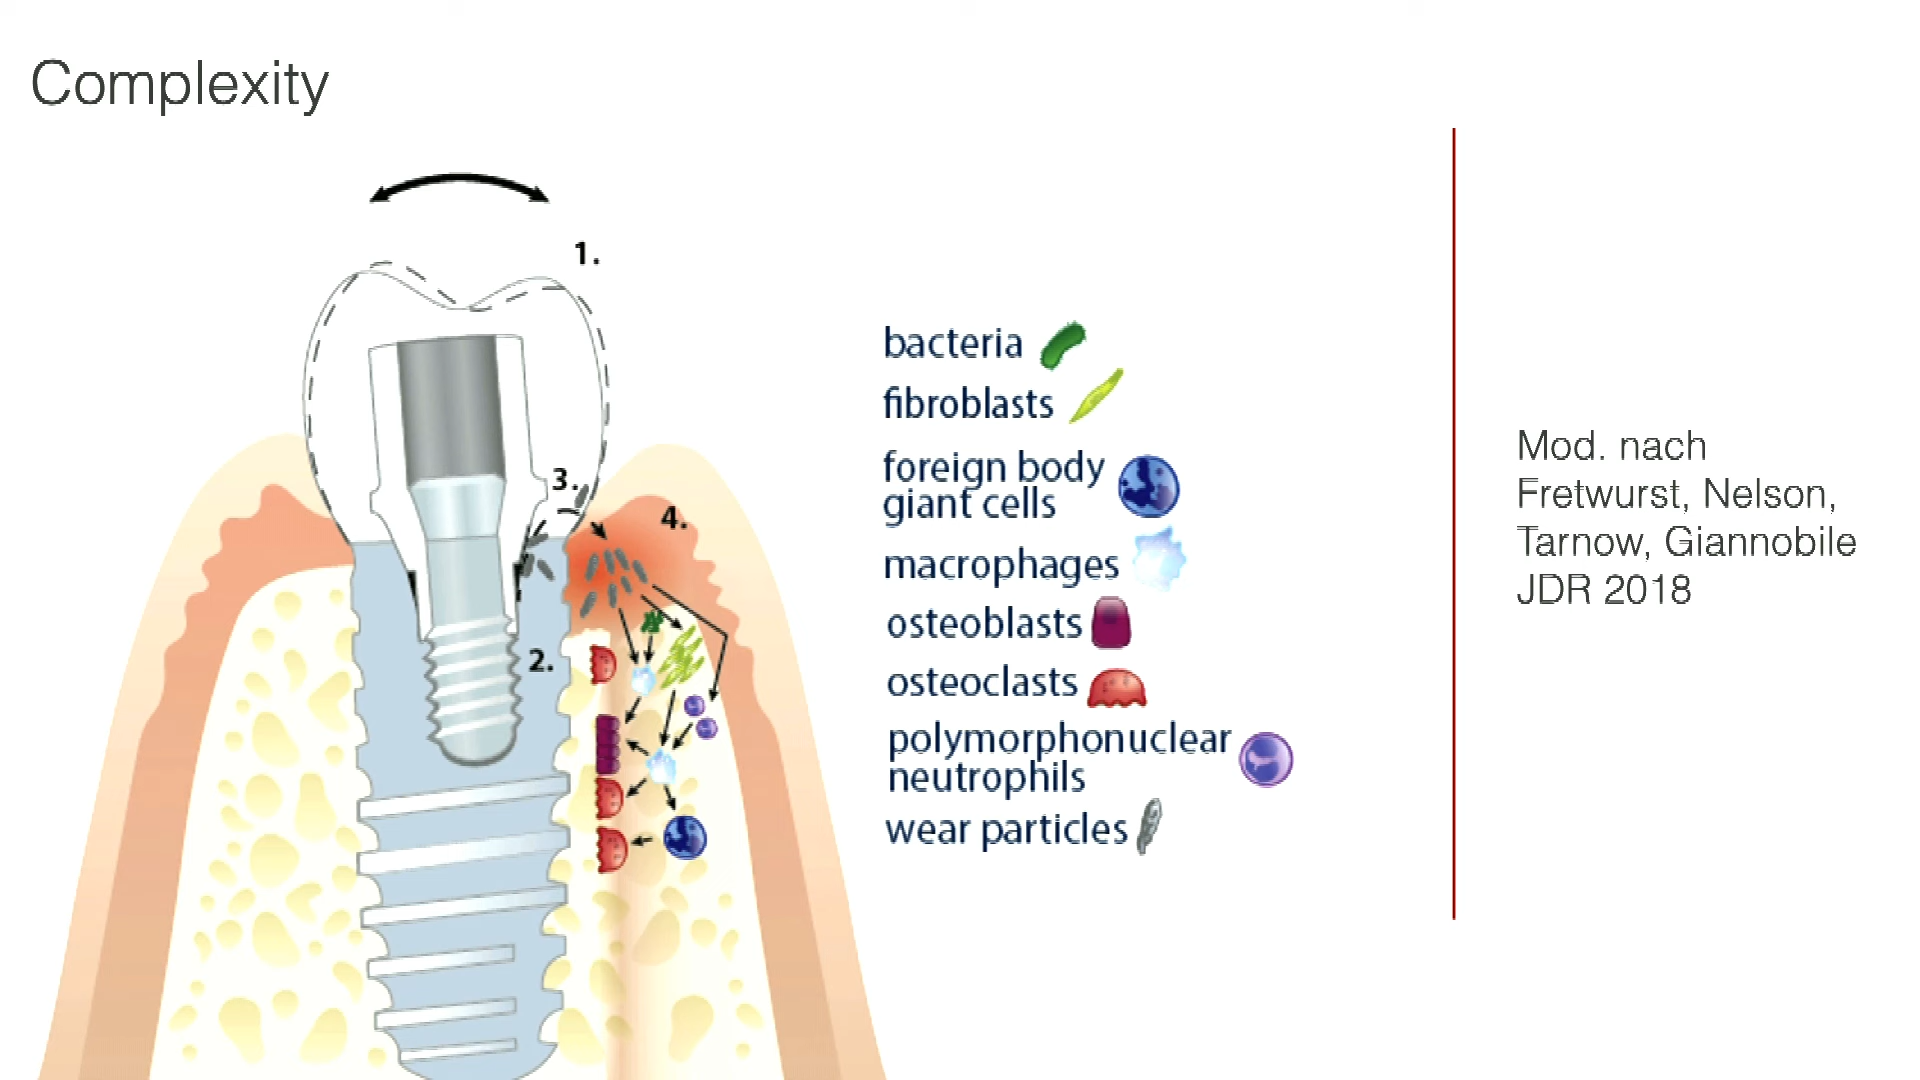 Complexity
1.
3.
4.
2.
bacteria
fibroblasts
foreign body
giant cells
macrophages
osteoblasts
osteoclasts
polymorphonuclear
neutrophils
wear particles
Mod. nach
Fretwurst, Nelson,
Tarnow, Giannobile
JDR 2018